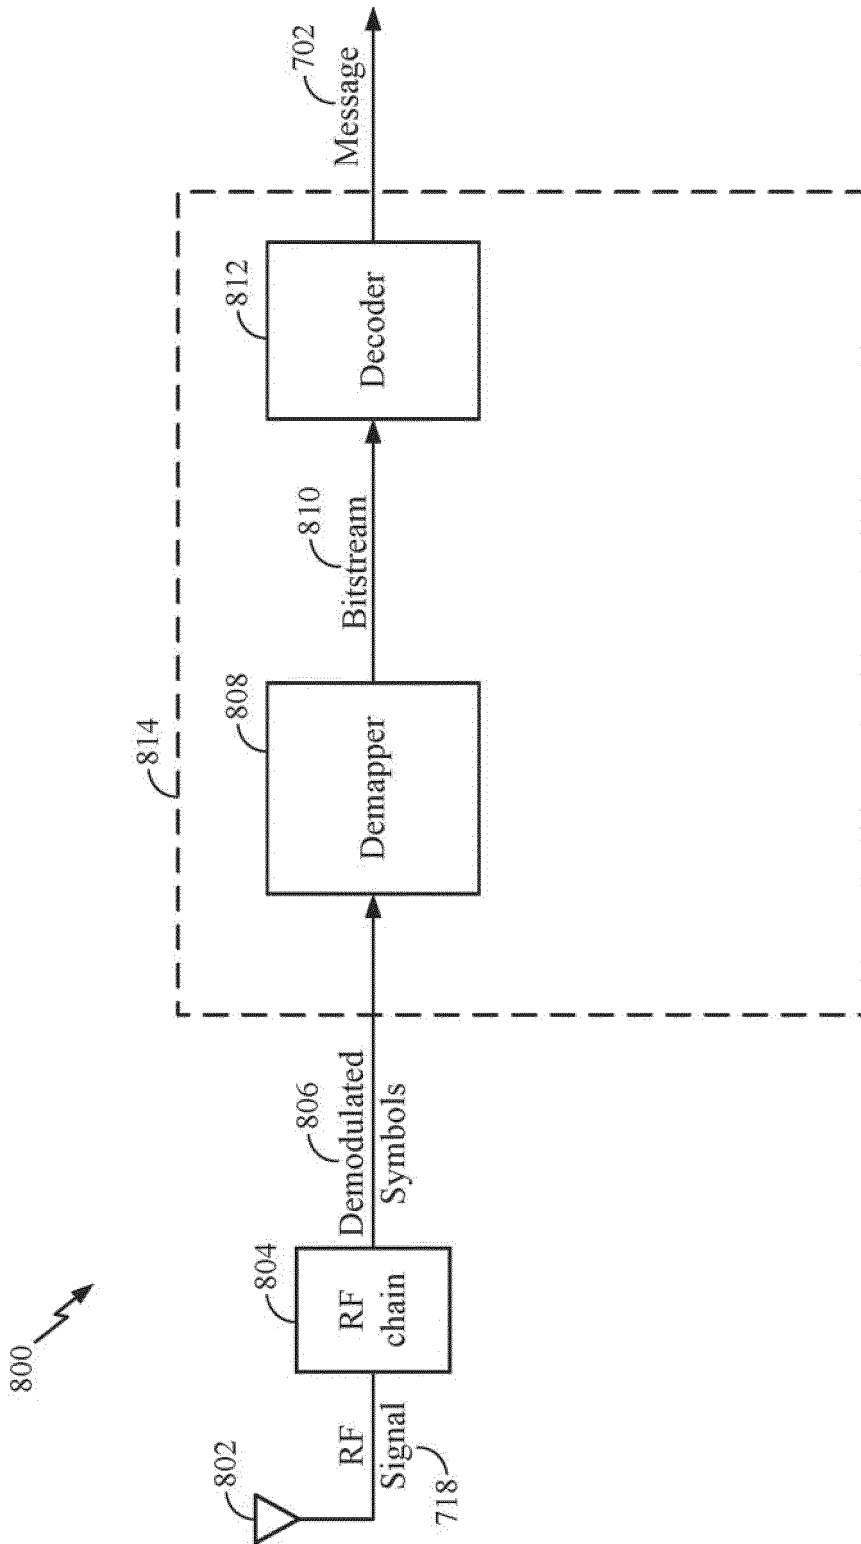 800
802
RF
Signal
718
804
RF
chain
806
Demodulated
Symbols
814
808
Demapper
810
Bitstream
812
Decoder
702
Message